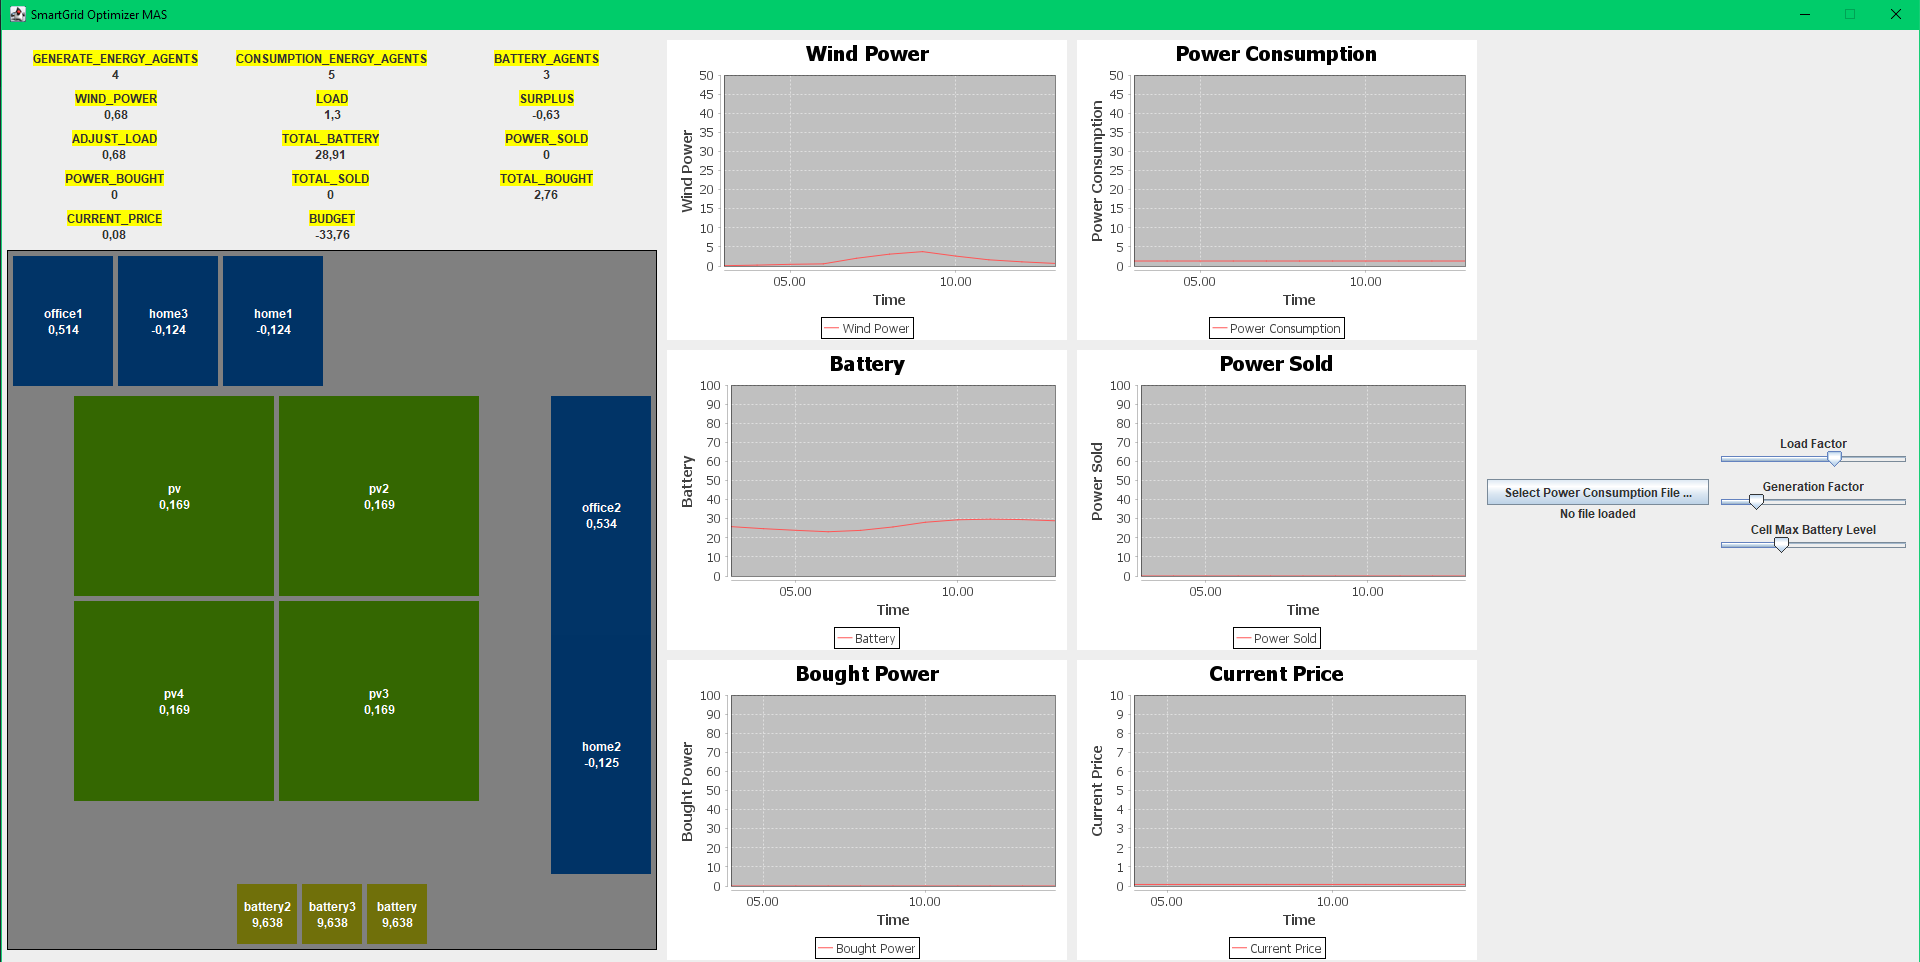 SmartGrid Optimizer MAS
GENERATE_ENERGY_AGENTS
4
CONSUMPTION_ENERGY_AGENTS
5
BATTERY_AGENTS
3
WIND_POWER
0,68
LOAD
1,3
SURPLUS
-0,63
ADJUST_LOAD
0,68
TOTAL_BATTERY
28,91
POWER_SOLD
0
POWER_BOUGHT
0
TOTAL_SOLD
0
TOTAL_BOUGHT
2,76
CURRENT_PRICE
0,08
BUDGET
-33,76
office1
0,514
home3
-0,124
home1
-0,124
pv
0,169
pv2
0,169
office2
0,534
pv4
0,169
pv3
0,169
home2
-0,125
battery2
9,638
battery3
9,638
battery
9,638
Wind Power
Wind Power
50
45
40
35
30
25
20
15
10
5
0
05.00
10.00
Time
Wind Power
Power Consumption
Power Consumption
50
45
40
35
30
25
20
15
10
5
0
05.00
10.00
Time
Power Consumption
Battery
Battery
100
90
80
70
60
50
40
30
20
10
0
05.00
10.00
Time
Battery
Power Sold
Power Sold
100
90
80
70
60
50
40
30
20
10
0
05.00
10.00
Time
Power Sold
Bought Power
Bought Power
100
90
80
70
60
50
40
30
20
10
0
05.00
10.00
Time
Bought Power
Current Price
Current Price
10
9
8
7
6
5
4
3
2
1
0
05.00
10.00
Time
Current Price
Select Power Consumption File ...
No file loaded
Load Factor
Generation Factor
Cell Max Battery Level